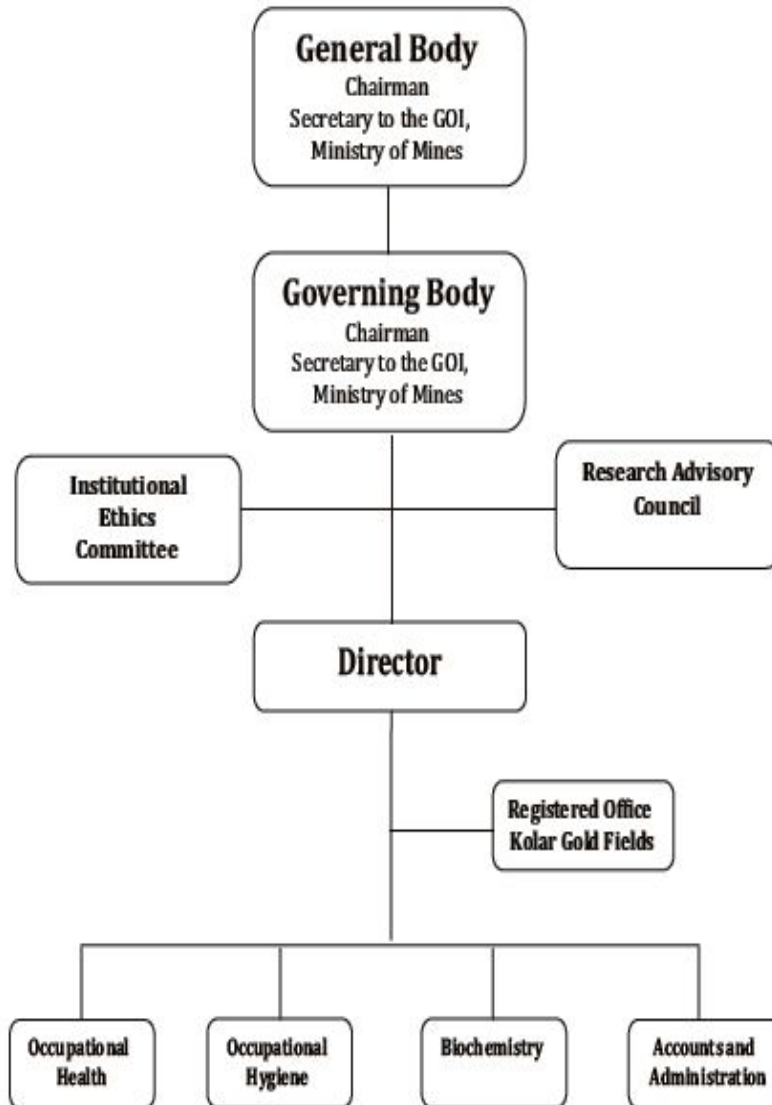 General Body
Chairman
Secretary to the GOI,
Ministry of Mines
Governing Body
Chairman
Secretary to the GOI,
Ministry of Mines
Institutional
Ethics
Committee
Research Advisory
Council
Director
Registered Office
Kolar Gold Fields
Occupational
Health
Occupational
Hygiene
Biochemistry
Accounts and
Administration